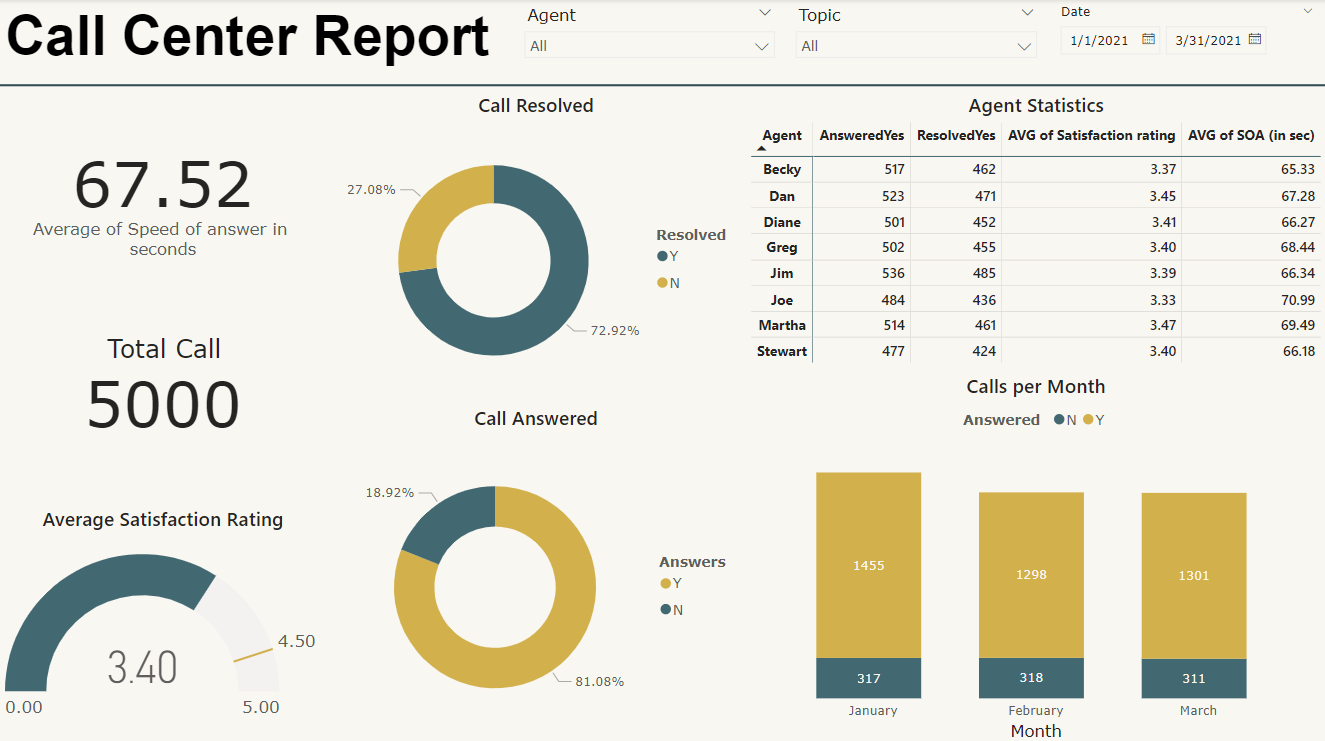 Call Center Report
Agent
All
Topic
All
Date
1/1/2021
3/31/2021
67.52
Average of Speed of answer in
seconds
Total Call
5000
Average Satisfaction Rating
3.40
4.50
0.00
5.00
Call Resolved
27.08%
72.92%
Resolved
Y
N
Call Answered
18.92%
81.08%
Answers
Y
N
Agent Statistics
Agent AnsweredYes ResolvedYes AVG of Satisfaction rating AVG of SOA (in sec)
Becky 517 462 3.37 65.33
Dan 523 471 3.45 67.28
Diane 501 452 3.41 66.27
Greg 502 455 3.40 68.44
Jim 536 485 3.39 66.34
Joe 484 436 3.33 70.99
Martha 514 461 3.47 69.49
Stewart 477 424 3.40 66.18
Calls per Month
Answered N Y
1455 1298 1301
317 318 311
January February March
Month